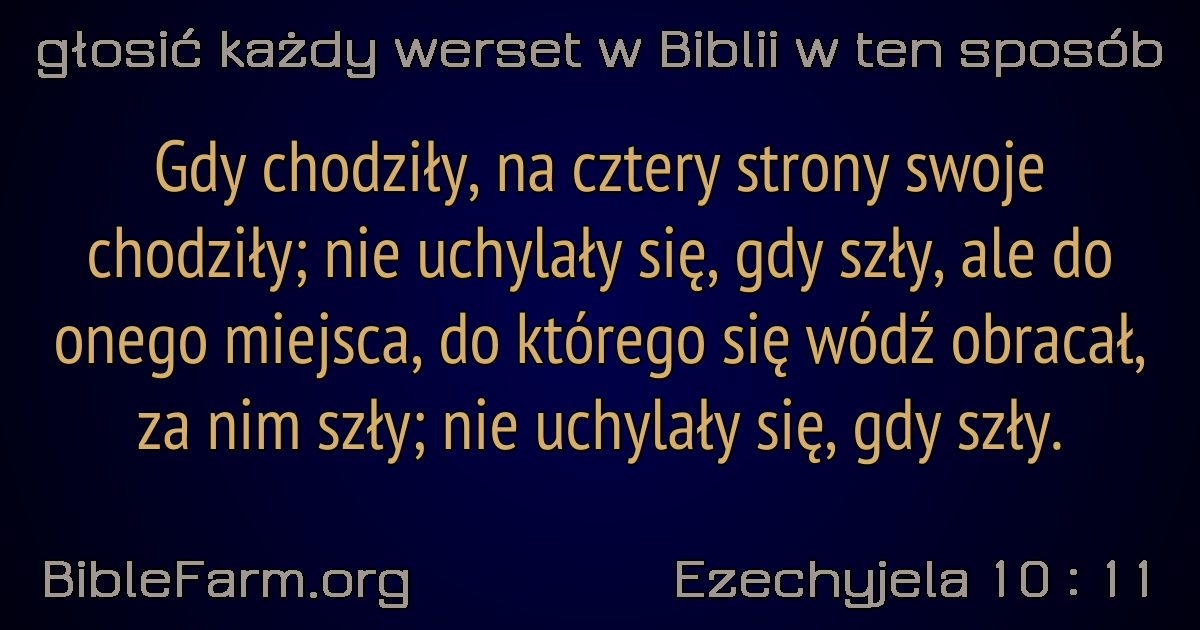 głosić każdy werset w Biblii w ten sposób
Gdy chodziły, na cztery strony swoje
chodziły; nie uchylały się, gdy szły, ale do
onego miejsca, do którego się wódź obracał,
za nim szły; nie uchylały się, gdy szły.
BibleFarm.org
Ezechyjela 10 : 11